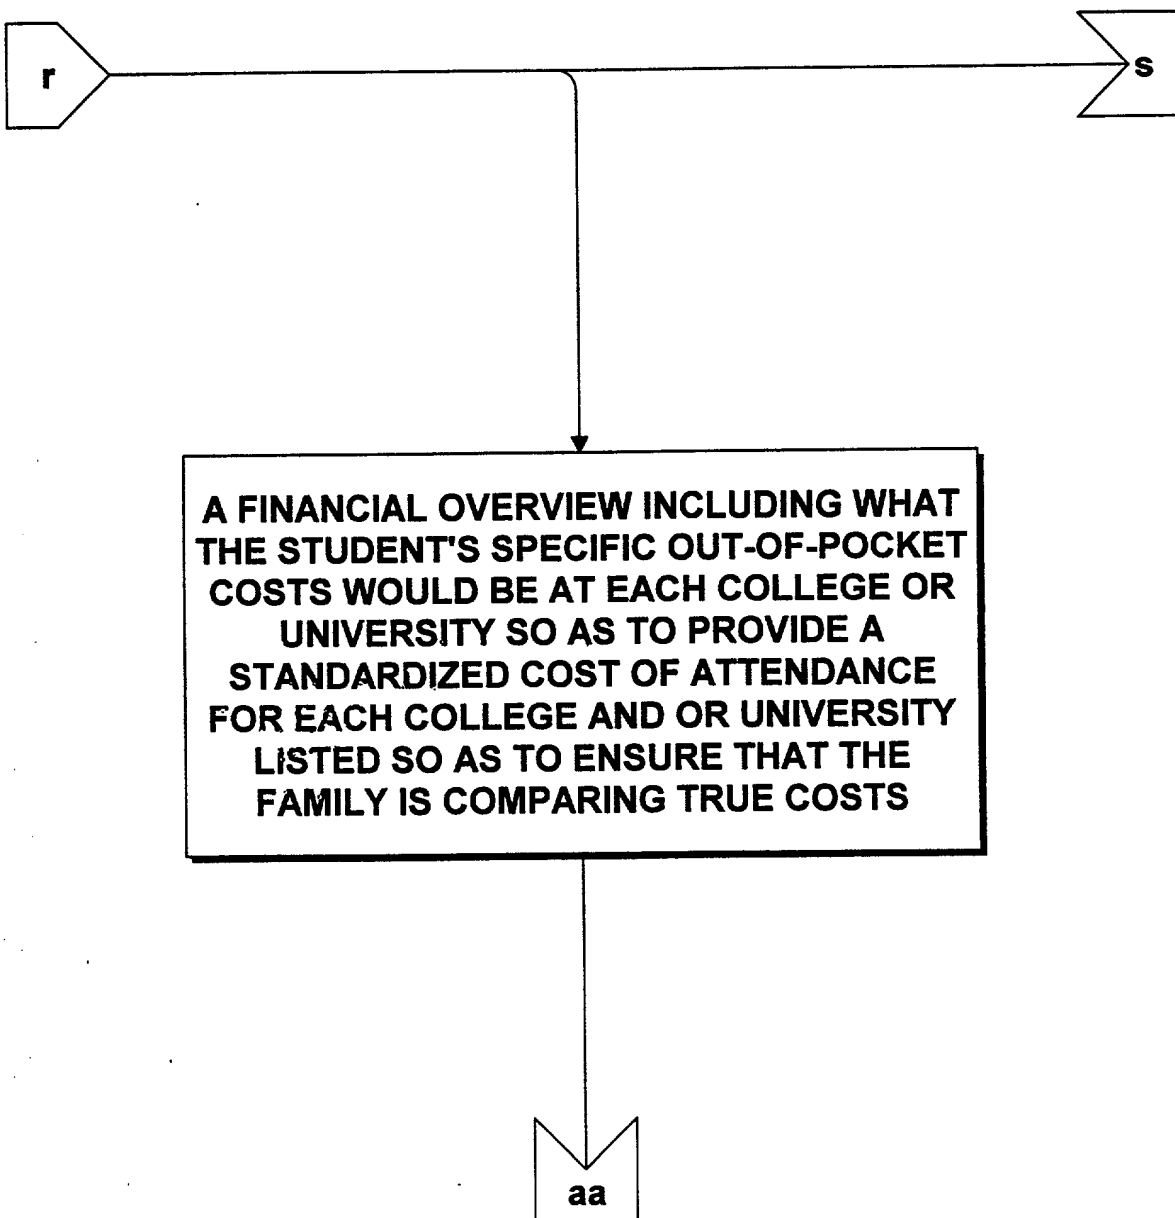 r
s
A FINANCIAL OVERVIEW INCLUDING WHAT
THE STUDENT'S SPECIFIC OUT-OF-POCKET
COSTS WOULD BE AT EACH COLLEGE OR
UNIVERSITY SO AS TO PROVIDE A
STANDARDIZED COST OF ATTENDANCE
FOR EACH COLLEGE AND OR UNIVERSITY
LISTED SO AS TO ENSURE THAT THE
FAMILY IS COMPARING TRUE COSTS
aa